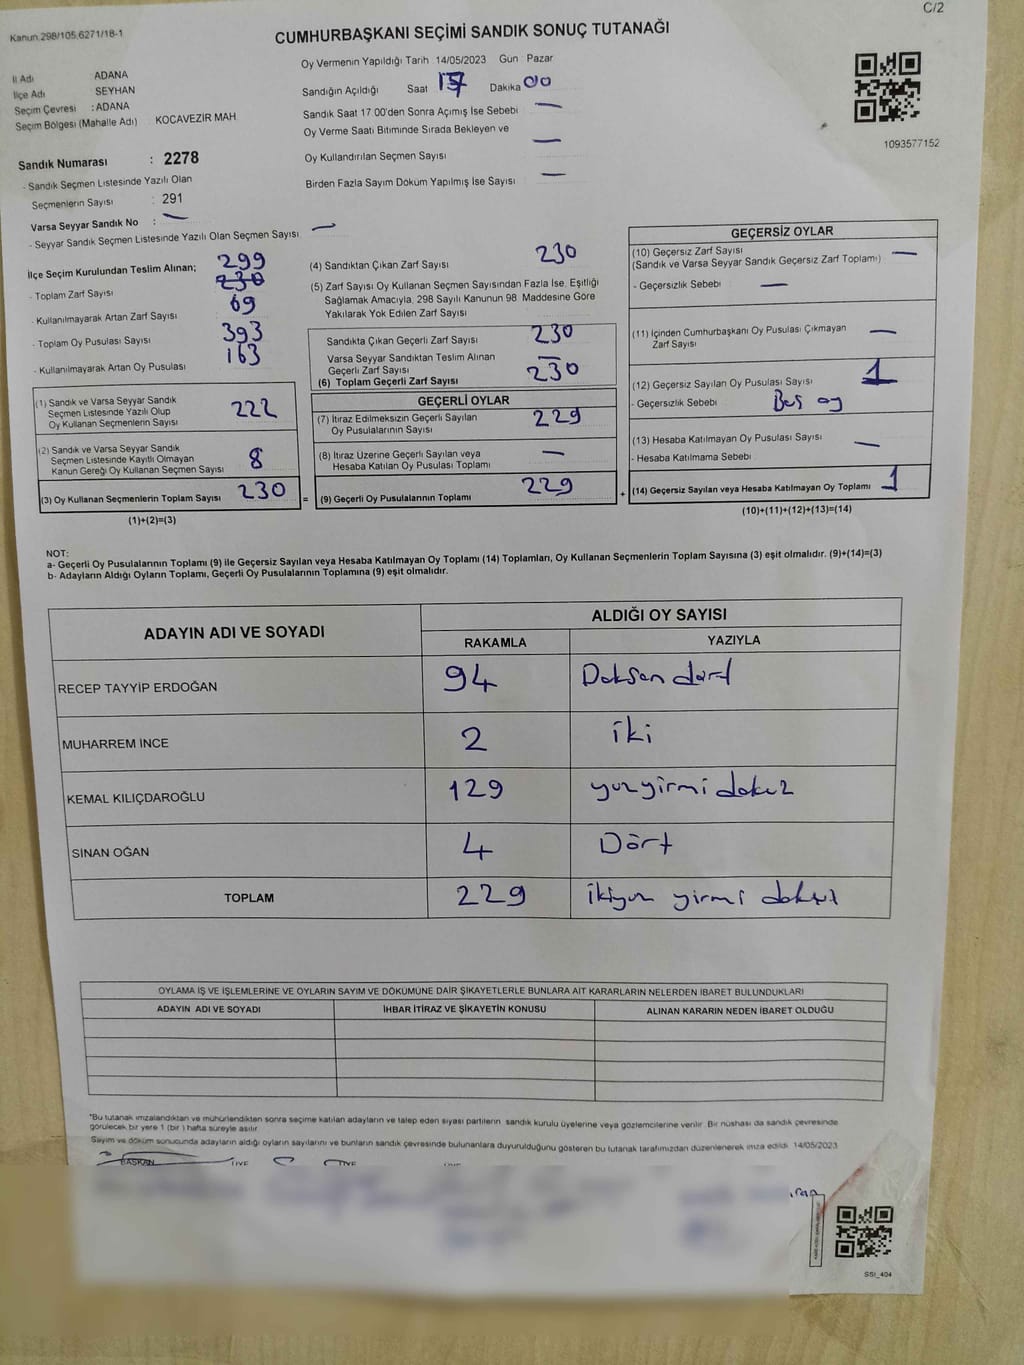 C/2
Kanun.298/105,6271/18-1
CUMHURBAŞKANI SEÇİMİ SANDIK SONUÇ TUTANAĞI
İl Adı ADANA
İlçe Adı SEYHAN
Seçim Çevresi : ADANA
Seçim Bölgesi (Mahalle Adı) KOCAVEZİR MAH
Oy Vermenin Yapıldığı Tarih 14/05/2023 Gün Pazar
Sandığın Açıldığı Saat 17 Dakika 00
Sandık Saat 17.00'den Sonra Açımış İse Sebebi —
Oy Verme Saati Bitiminde Sırada Bekleyen ve
Oy Kullandırılan Seçmen Sayısı —
Birden Fazla Sayım Döküm Yapılmış İse Sayısı —
1093577152
Sandık Numarası : 2278
- Sandık Seçmen Listesinde Yazılı Olan
Seçmenlerin Sayısı : 291
Varsa Seyyar Sandık No : —
- Seyyar Sandık Seçmen Listesinde Yazılı Olan Seçmen Sayısı —
İlçe Seçim Kurulundan Teslim Alınan;
- Toplam Zarf Sayısı 299 230
- Kullanılmayarak Artan Zarf Sayısı 69
- Toplam Oy Pusulası Sayısı 393
- Kullanılmayarak Artan Oy Pusulası 163
(1) Sandık ve Varsa Seyyar Sandık
Seçmen Listesinde Yazılı Olup
Oy Kullanan Seçmenlerin Sayısı 222
(2) Sandık ve Varsa Seyyar Sandık
Seçmen Listesinde Kayıtlı Olmayan
Kanun Gereği Oy Kullanan Seçmen Sayısı 8
(3) Oy Kullanan Seçmenlerin Toplam Sayısı 230
(1)+(2)=(3)
(4) Sandıktan Çıkan Zarf Sayısı 230
(5) Zarf Sayısı Oy Kullanan Seçmen Sayısından Fazla İse, Eşitliği
Sağlamak Amacıyla, 298 Sayılı Kanunun 98 Maddesine Göre
Yakılarak Yok Edilen Zarf Sayısı
Sandıkta Çıkan Geçerli Zarf Sayısı 230
Varsa Seyyar Sandıktan Teslim Alınan
Geçerli Zarf Sayısı —
(6) Toplam Geçerli Zarf Sayısı 230
GEÇERLİ OYLAR
(7) İtiraz Edilmeksizin Geçerli Sayılan
Oy Pusulalarının Sayısı 229
(8) İtiraz Üzerine Geçerli Sayılan veya
Hesaba Katılan Oy Pusulası Toplamı —
= (9) Geçerli Oy Pusulalarının Toplamı 229
GEÇERSİZ OYLAR
(10) Geçersiz Zarf Sayısı —
(Sandık ve Varsa Seyyar Sandık Geçersiz Zarf Toplamı)
- Geçersizlik Sebebi : —
(11) İçinden Cumhurbaşkanı Oy Pusulası Çıkmayan
Zarf Sayısı —
(12) Geçersiz Sayılan Oy Pusulası Sayısı 1
- Geçersizlik Sebebi Boş oy
(13) Hesaba Katılmayan Oy Pusulası Sayısı —
- Hesaba Katılmama Sebebi
+ (14) Geçersiz Sayılan veya Hesaba Katılmayan Oy Toplamı 1
(10)+(11)+(12)+(13)=(14)
NOT:
a- Geçerli Oy Pusulalarının Toplamı (9) ile Geçersiz Sayılan veya Hesaba Katılmayan Oy Toplamı (14) Toplamları, Oy Kullanan Seçmenlerin Toplam Sayısına (3) eşit olmalıdır. (9)+(14)=(3)
b- Adayların Aldığı Oyların Toplamı, Geçerli Oy Pusulalarının Toplamına (9) eşit olmalıdır.
ADAYIN ADI VE SOYADI ALDIĞI OY SAYISI
RAKAMLA YAZIYLA
RECEP TAYYİP ERDOĞAN 94 Doksan dört
MUHARREM İNCE 2 iki
KEMAL KILIÇDAROĞLU 129 yüzyirmi dokuz
SİNAN OĞAN 4 Dört
TOPLAM 229 ikiyüz yirmi dokuz
OYLAMA İŞ VE İŞLEMLERİNE VE OYLARIN SAYIM VE DÖKÜMÜNE DAİR ŞİKAYETLERLE BUNLARA AİT KARARLARIN NELERDEN İBARET BULUNDUKLARI
ADAYIN ADI VE SOYADI İHBAR İTİRAZ VE ŞİKAYETİN KONUSU ALINAN KARARIN NEDEN İBARET OLDUĞU
*Bu tutanak imzalandıktan ve mühürlendikten sonra seçime katılan adayların ve talep eden siyasi partilerin sandık kurulu üyelerine veya gözlemcilerine verilir. Bir nüshası da sandık çevresinde
görülecek bir yere 1 (bir) hafta süreyle asılır.
Sayım ve döküm sonucunda adayların aldığı oyların sayılarını ve bunların sandık çevresinde bulunanlara duyurulduğunu gösteren bu tutanak tarafımızdan düzenlenerek imza edildi. 14/05/2023
BAŞKAN
SSİ_404